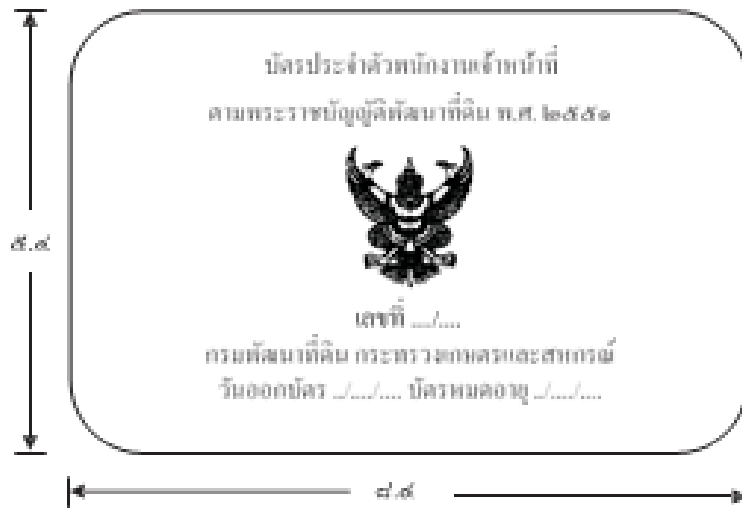 บัตรประจำตัวพนักงานเจ้าหน้าที่
ตามพระราชบัญญัติพัฒนาที่ดิน พ.ศ. ๒๕๕๑
๕.๔
เลขที่ ..../....
กรมพัฒนาที่ดิน กระทรวงเกษตรและสหกรณ์
วันออกบัตร ../..../.... บัตรหมดอายุ ../..../....
๘.๔